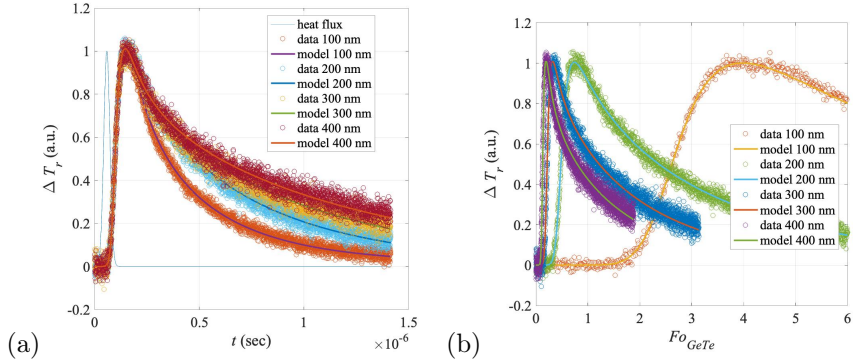 (a)
1.2
1
0.8
0.6
0.4
0.2
0
-0.2
Δ T_r (a.u.)
heat flux
data 100 nm
model 100 nm
data 200 nm
model 200 nm
data 300 nm
model 300 nm
data 400 nm
model 400 nm
0
0.5
1
1.5
×10^-6
t (sec)
(b)
1.2
1
0.8
0.6
0.4
0.2
0
-0.2
Δ T_r (a.u.)
data 100 nm
model 100 nm
data 200 nm
model 200 nm
data 300 nm
model 300 nm
data 400 nm
model 400 nm
0
1
2
3
4
5
6
Fo_GeTe